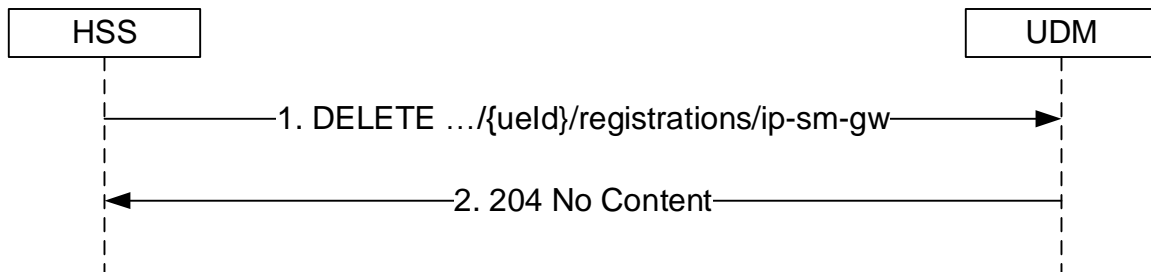 HSS
UDM
1. DELETE …/{ueId}/registrations/ip-sm-gw
2. 204 No Content